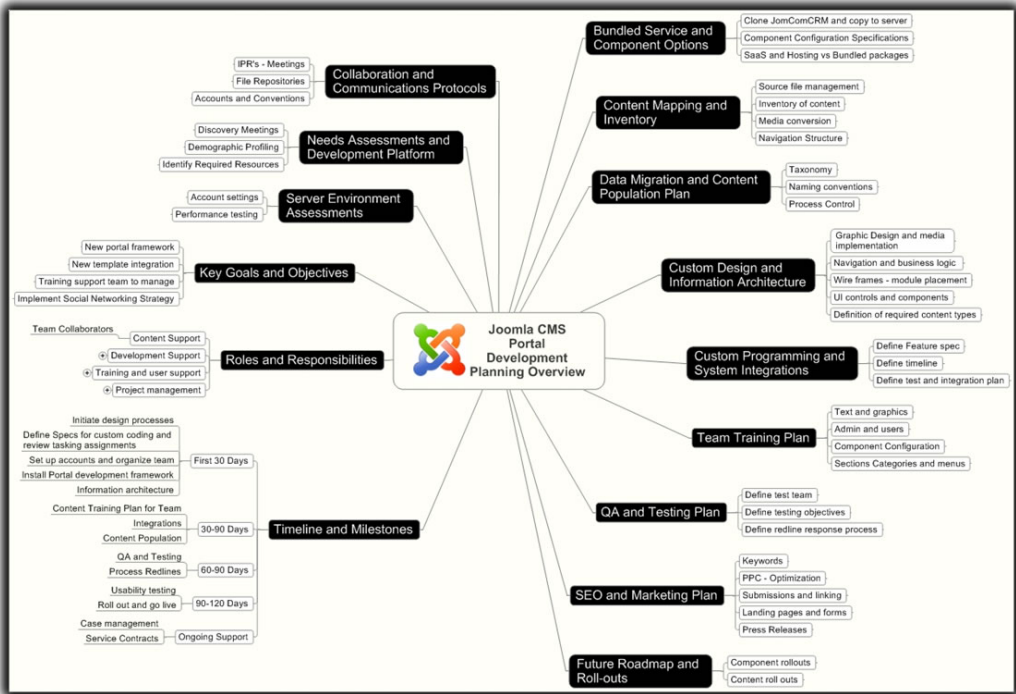 Joomla CMS
Portal
Development
Planning Overview
Collaboration and
Communications Protocols
IPR's - Meetings
File Repositories
Accounts and Conventions
Needs Assessments and
Development Platform
Discovery Meetings
Demographic Profiling
Identify Required Resources
Server Environment
Assessments
Account settings
Performance testing
Key Goals and Objectives
New portal framework
New template integration
Training support team to manage
Implement Social Networking Strategy
Roles and Responsibilities
Team Collaborators
Content Support
Development Support
Training and user support
Project management
Timeline and Milestones
First 30 Days
Initiate design processes
Define Specs for custom coding and
review tasking assignments
Set up accounts and organize team
Install Portal development framework
Information architecture
30-90 Days
Content Training Plan for Team
Integrations
Content Population
60-90 Days
QA and Testing
Process Redlines
90-120 Days
Usability testing
Roll out and go live
Ongoing Support
Case management
Service Contracts
Bundled Service and
Component Options
Clone JomComCRM and copy to server
Component Configuration Specifications
SaaS and Hosting vs Bundled packages
Content Mapping and
Inventory
Source file management
Inventory of content
Media conversion
Navigation Structure
Data Migration and Content
Population Plan
Taxonomy
Naming conventions
Process Control
Custom Design and
Information Architecture
Graphic Design and media
implementation
Navigation and business logic
Wire frames - module placement
UI controls and components
Definition of required content types
Custom Programming and
System Integrations
Define Feature spec
Define timeline
Define test and integration plan
Team Training Plan
Text and graphics
Admin and users
Component Configuration
Sections Categories and menus
QA and Testing Plan
Define test team
Define testing objectives
Define redline response process
SEO and Marketing Plan
Keywords
PPC - Optimization
Submissions and linking
Landing pages and forms
Press Releases
Future Roadmap and
Roll-outs
Component rollouts
Content roll outs